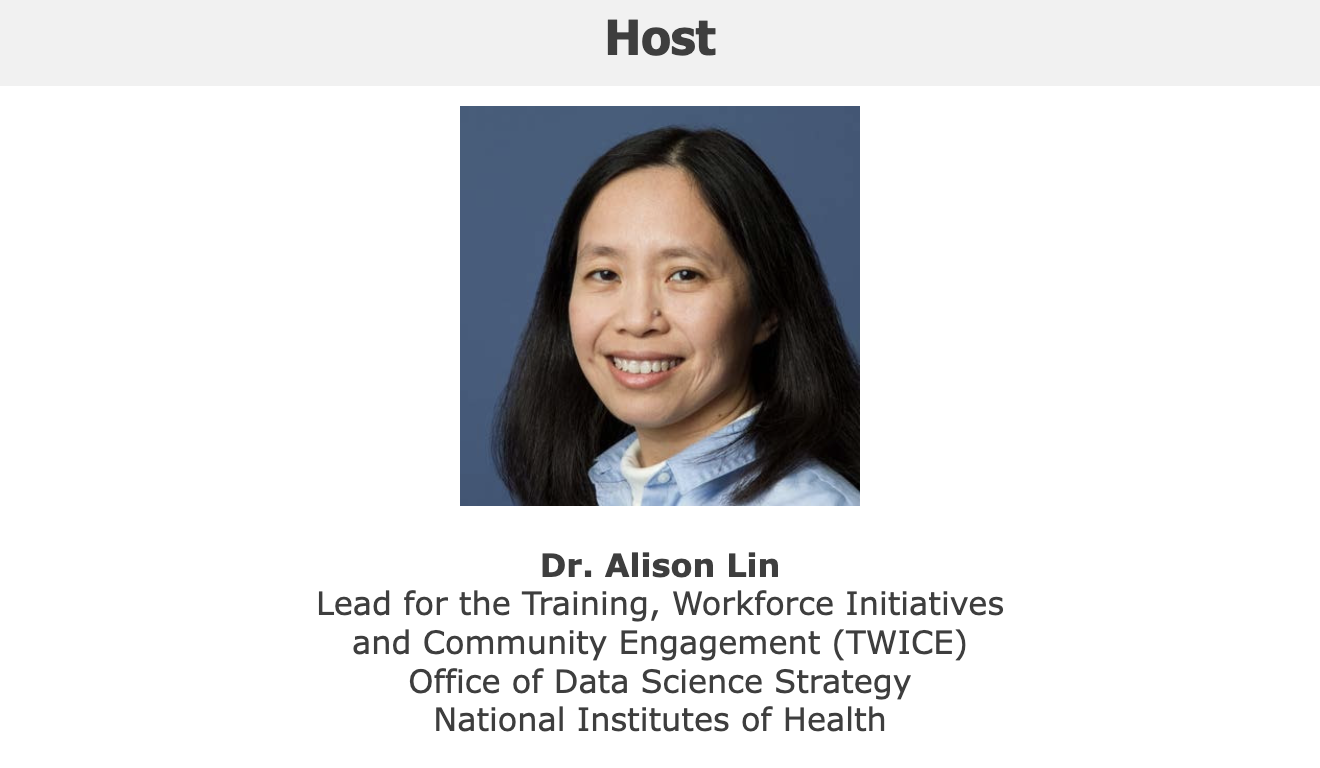 Host
Dr. Alison Lin
Lead for the Training, Workforce Initiatives
and Community Engagement (TWICE)
Office of Data Science Strategy
National Institutes of Health